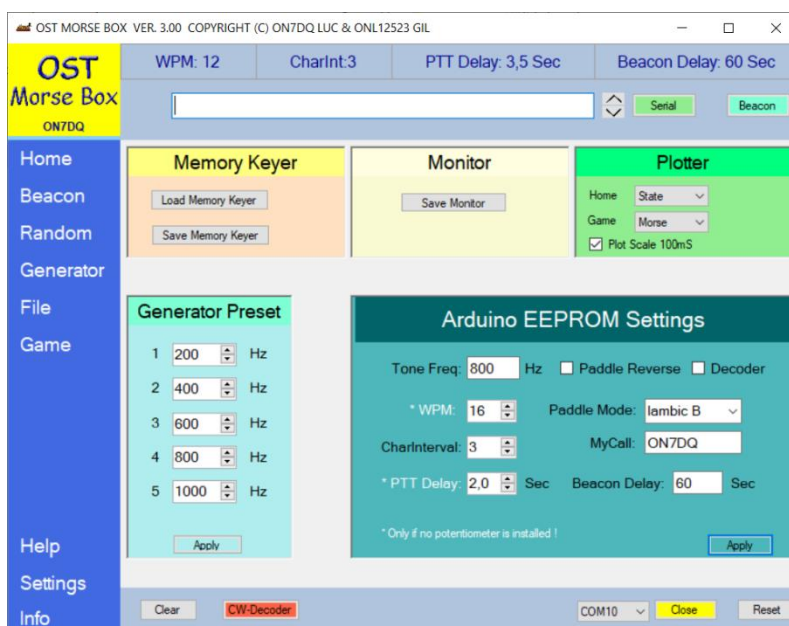 OST MORSE BOX VER. 3.00 COPYRIGHT (C) ON7DQ LUC & ONL12523 GIL
OST
Morse Box
ON7DQ
WPM: 12 CharInt:3 PTT Delay: 3,5 Sec Beacon Delay: 60 Sec
Serial Beacon
Home
Beacon
Random
Generator
File
Game
Help
Settings
Info
Memory Keyer
Load Memory Keyer
Save Memory Keyer
Monitor
Save Monitor
Plotter
Home State
Game Morse
Plot Scale 100mS
Generator Preset
1 200 Hz
2 400 Hz
3 600 Hz
4 800 Hz
5 1000 Hz
Apply
Arduino EEPROM Settings
Tone Freq: 800 Hz Paddle Reverse Decoder
* WPM: 16 Paddle Mode: Iambic B
CharInterval: 3 MyCall: ON7DQ
* PTT Delay: 2,0 Sec Beacon Delay: 60 Sec
* Only if no potentiometer is installed !
Apply
Clear CW-Decoder COM10 Close Reset